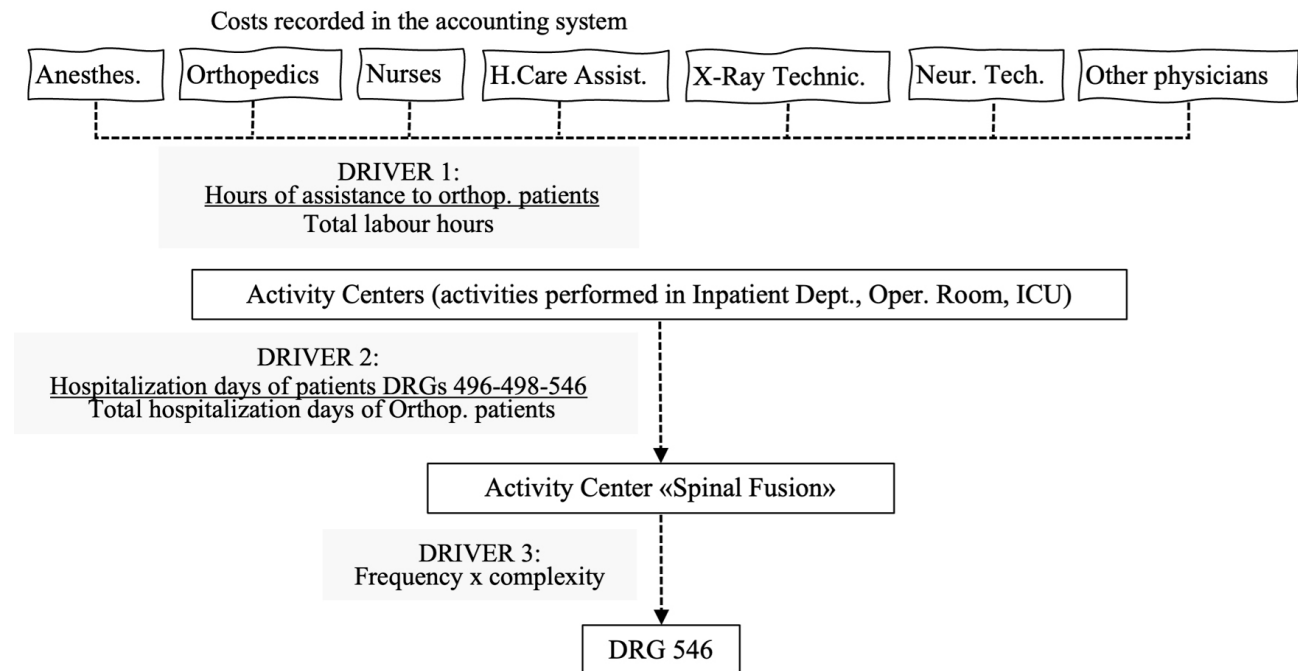 Costs recorded in the accounting system
Anesthes.
Orthopedics
Nurses
H.Care Assist.
X-Ray Technic.
Neur. Tech.
Other physicians
DRIVER 1:
Hours of assistance to orthop. patients
Total labour hours
Activity Centers (activities performed in Inpatient Dept., Oper. Room, ICU)
DRIVER 2:
Hospitalization days of patients DRGs 496-498-546
Total hospitalization days of Orthop. patients
Activity Center «Spinal Fusion»
DRIVER 3:
Frequency x complexity
DRG 546